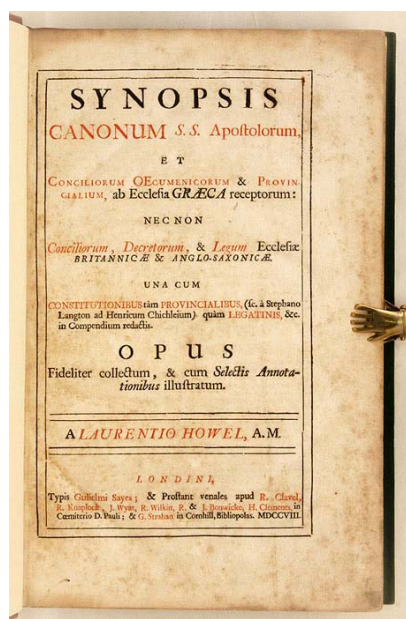 SYNOPSIS
CANONUM S. S. Apoſtolorum,
ET
CONCILIORUM OECUMENICORUM & PROVIN
CIALIUM, ab Eccleſia GRÆCA receptorum:
NEC NON
Conciliorum, Decretorum, & Legum Eccleſiæ
BRITANNICÆ & ANGLO-SAXONICÆ.
UNA CUM
CONSTITUTIONIBUS tàm PROVINCIALIBUS, (ſc. à Stephano
Langton ad Henricum Chichleium) quàm LEGATINIS, &c.
in Compendium redactis.
OPUS
Fideliter collectum, & cum Selectis Annota-
tionibus illuſtratum.
A LAURENTIO HOWEL, A. M.
LONDINI,
Typis Gulielmi Sayes; & Proſtant venales apud R. Clavel,
R. Knaplock, J. Wyat, R. Wilkin, R. & J. Bonwicke, H. Clements, in
Cœmiterio D. Pauli; & G. Strahan in Cornhill, Bibliopolas. MDCCVIII.